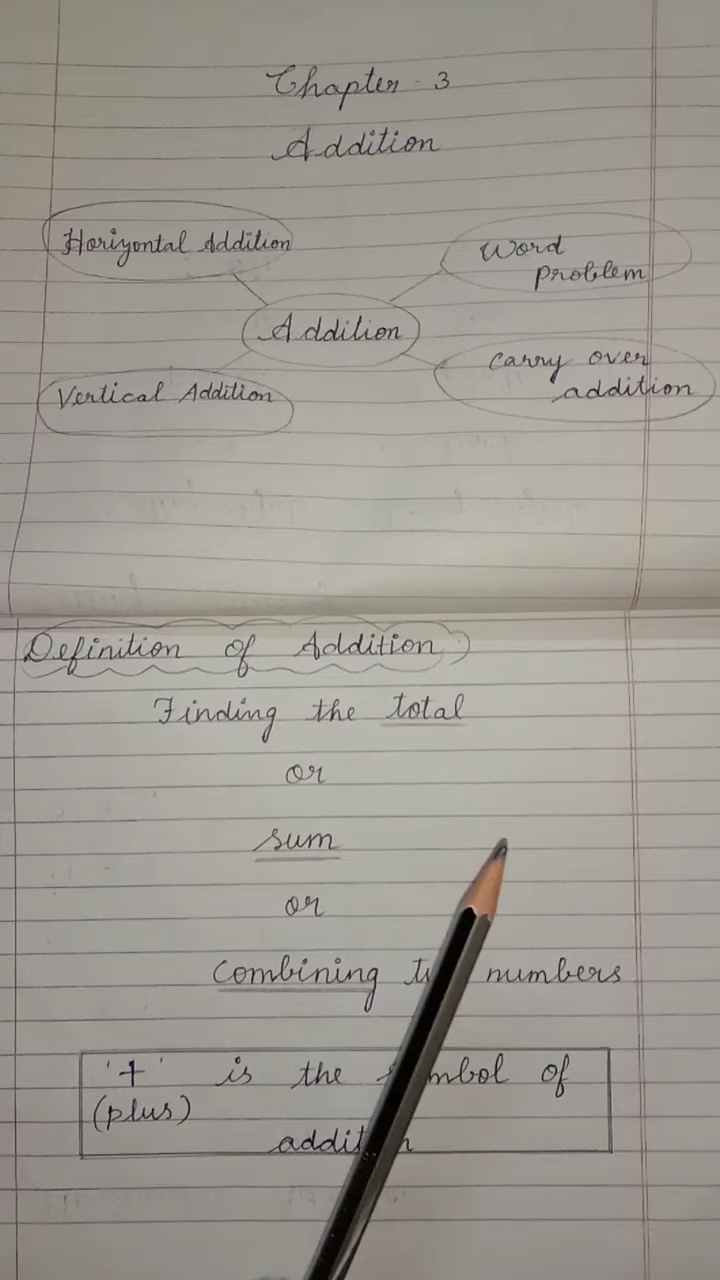 Chapter - 3
Addition
Horizontal Addition
Word
problem
Addition
Carry over
addition
Vertical Addition
Definition of Addition
Finding the total
or
sum
or
Combining numbers
'+' is the of
(plus)